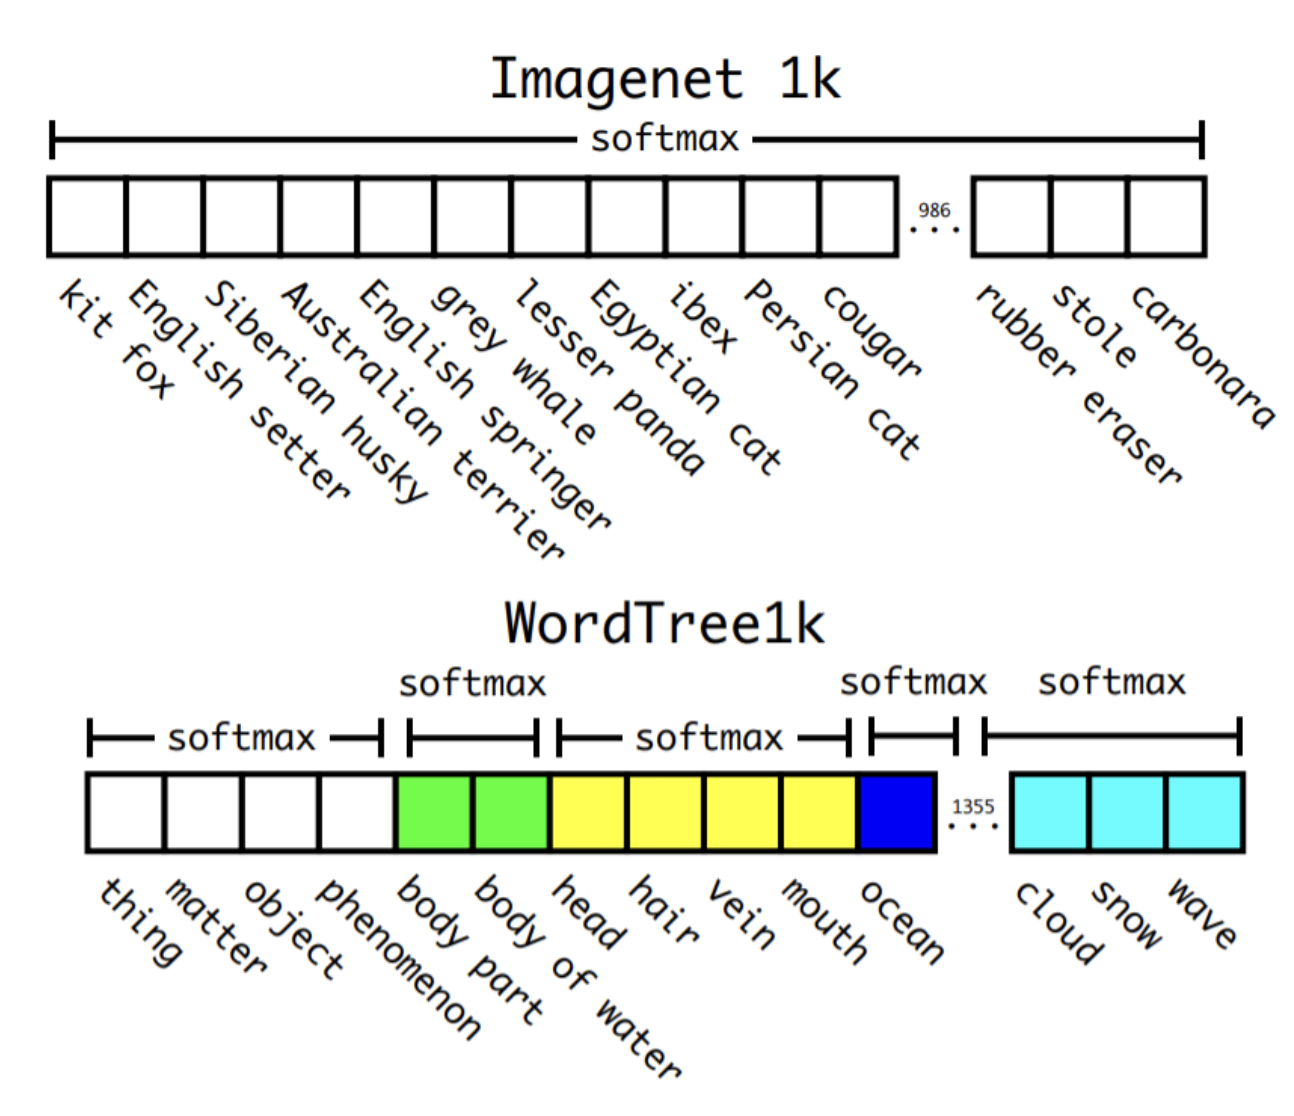 Imagenet 1k
softmax
986
...
kit fox
English setter
Siberian husky
Australian terrier
English springer
grey whale
lesser panda
Egyptian cat
ibex
Persian cat
cougar
rubber eraser
stole
carbonara
WordTree1k
softmax
softmax
softmax
softmax
softmax
1355
...
thing
matter
object
phenomenon
body part
body of water
head
hair
vein
mouth
ocean
cloud
snow
wave